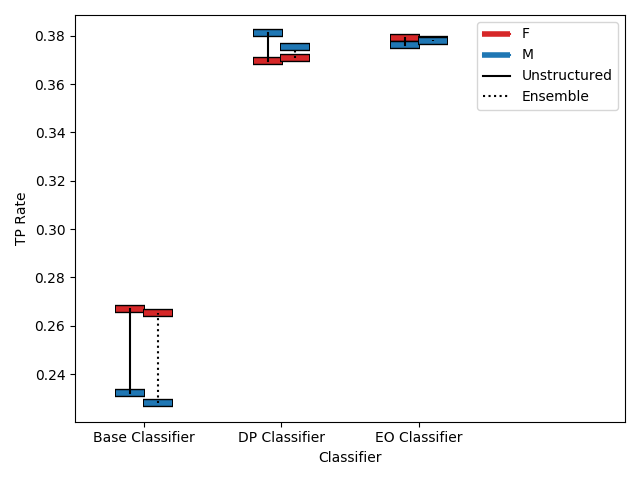 F
M
Unstructured
Ensemble
0.38
0.36
0.34
0.32
0.30
0.28
0.26
0.24
TP Rate
Base Classifier
DP Classifier
EO Classifier
Classifier